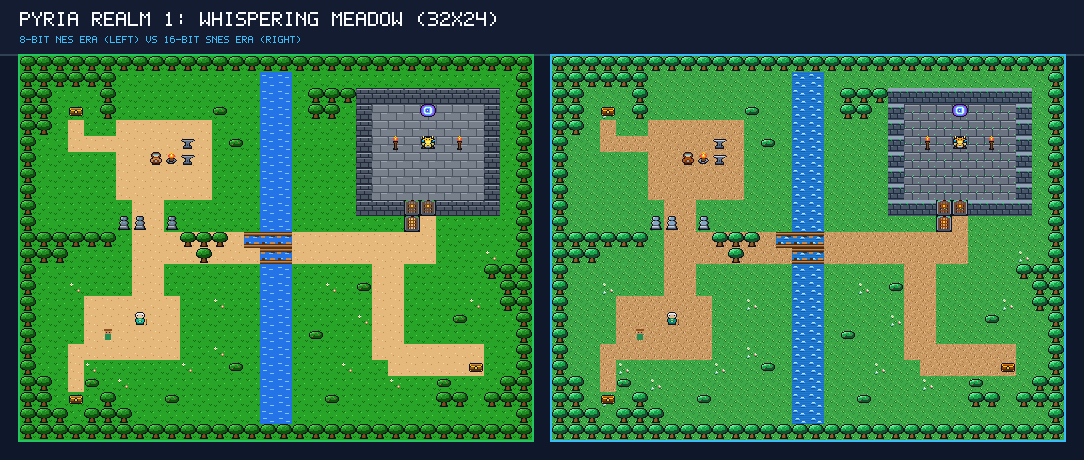 PYRIA REALM 1: WHISPERING MEADOW (32X24)
8-BIT NES ERA (LEFT) VS 16-BIT SNES ERA (RIGHT)